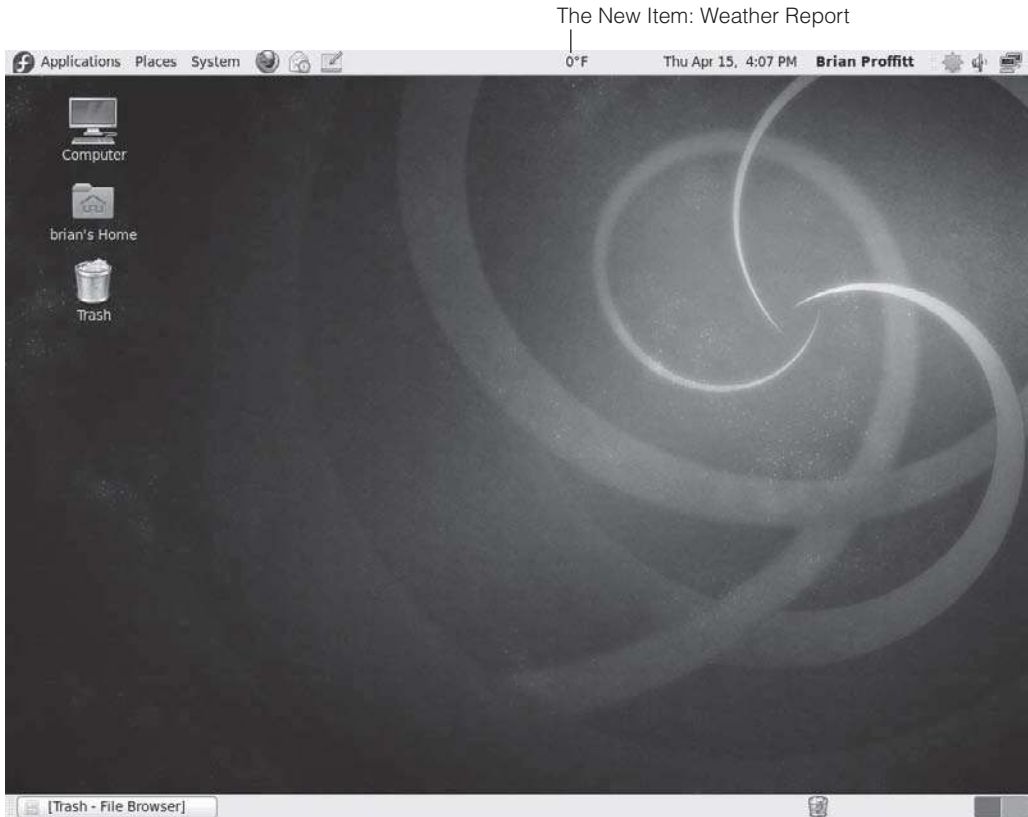 The New Item: Weather Report
Applications Places System 0°F Thu Apr 15, 4:07 PM Brian Proffitt
Computer
brian's Home
Trash
[Trash - File Browser]